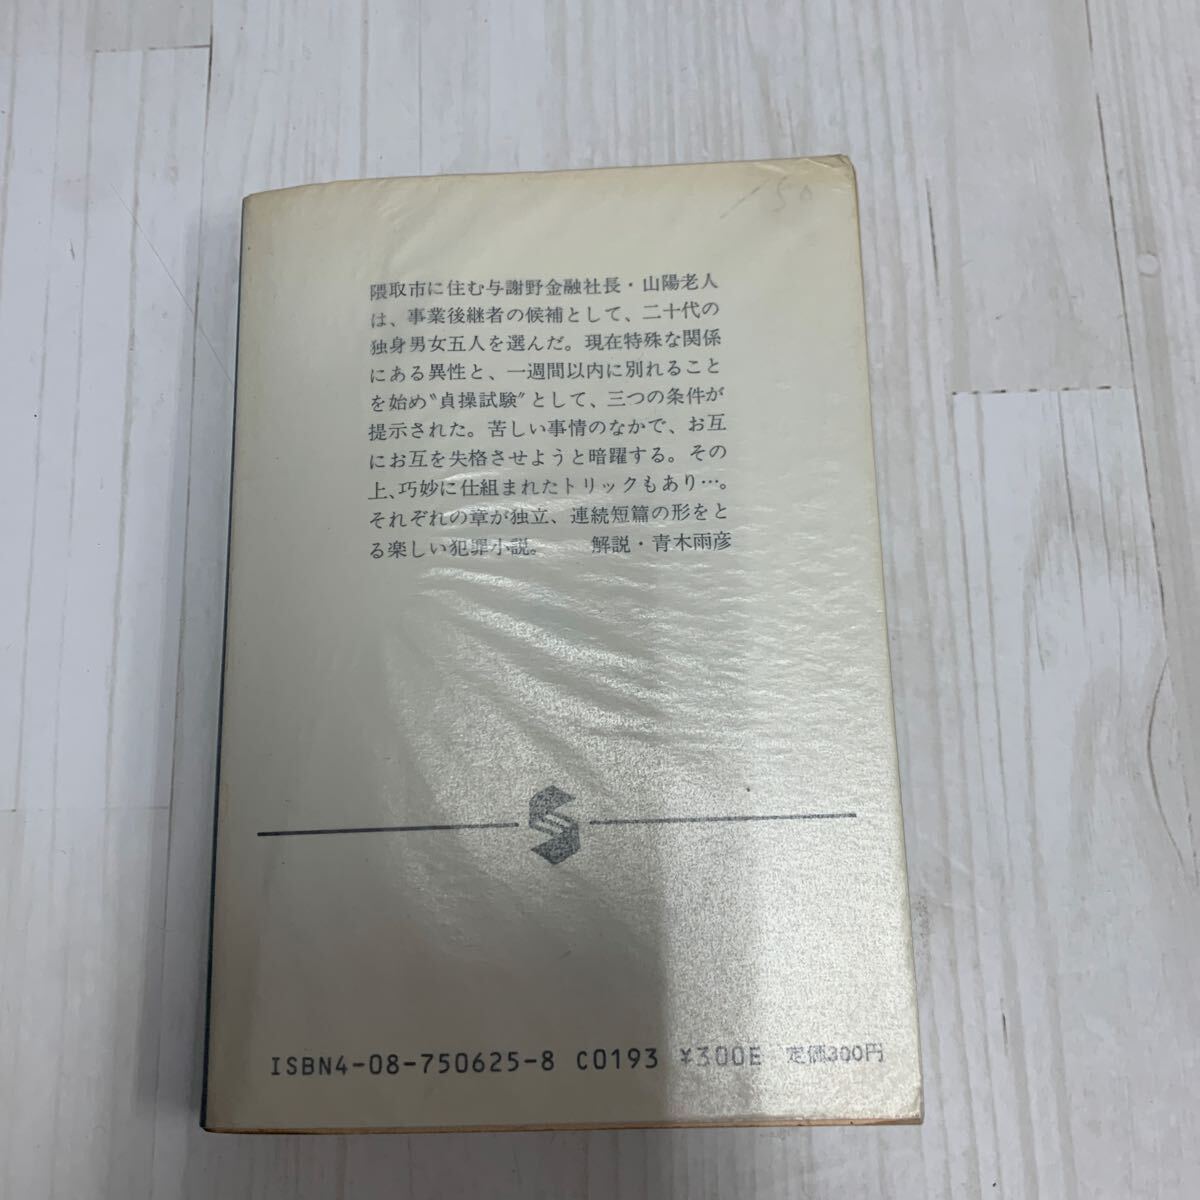 150
隈取市に住む与謝野金融社長・山陽老人
は、事業後継者の候補として、二十代の
独身男女五人を選んだ。現在特殊な関係
にある異性と、一週間以内に別れること
を始め〝貞操試験〟として、三つの条件が
提示された。苦しい事情のなかで、お互
にお互を失格させようと暗躍する。その
上、巧妙に仕組まれたトリックもあり…。
それぞれの章が独立、連続短篇の形をと
る楽しい犯罪小説。　　解説・青木雨彦
ISBN4-08-750625-8 C0193 ¥300E 定価300円